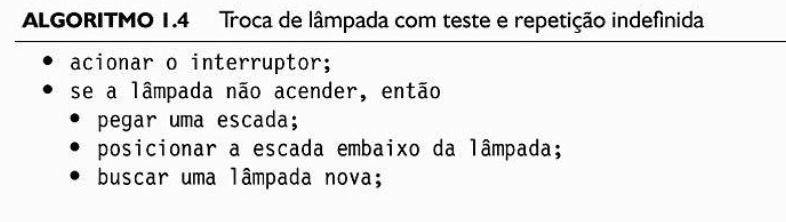 ALGORITMO 1.4 Troca de lâmpada com teste e repetição indefinida
• acionar o interruptor;
• se a lâmpada não acender, então
• pegar uma escada;
• posicionar a escada embaixo da lâmpada;
• buscar uma lâmpada nova;